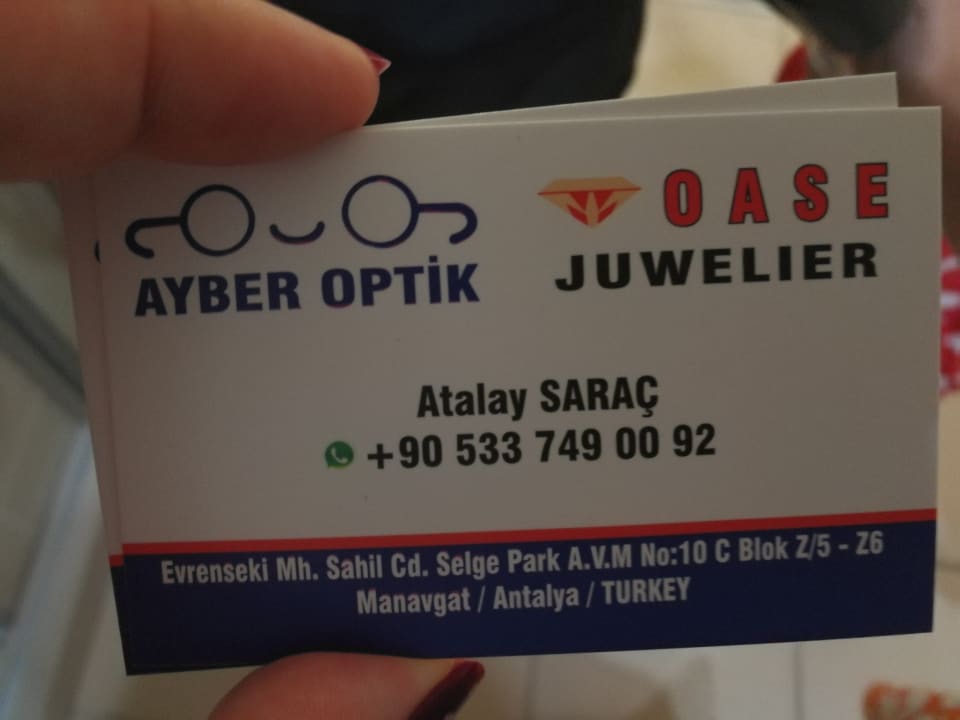 AYBER OPTİK
OASE
JUWELIER
Atalay SARAÇ
+90 533 749 00 92
Evrenseki Mh. Sahil Cd. Selge Park A.V.M No:10 C Blok Z/5 - Z6
Manavgat / Antalya / TURKEY